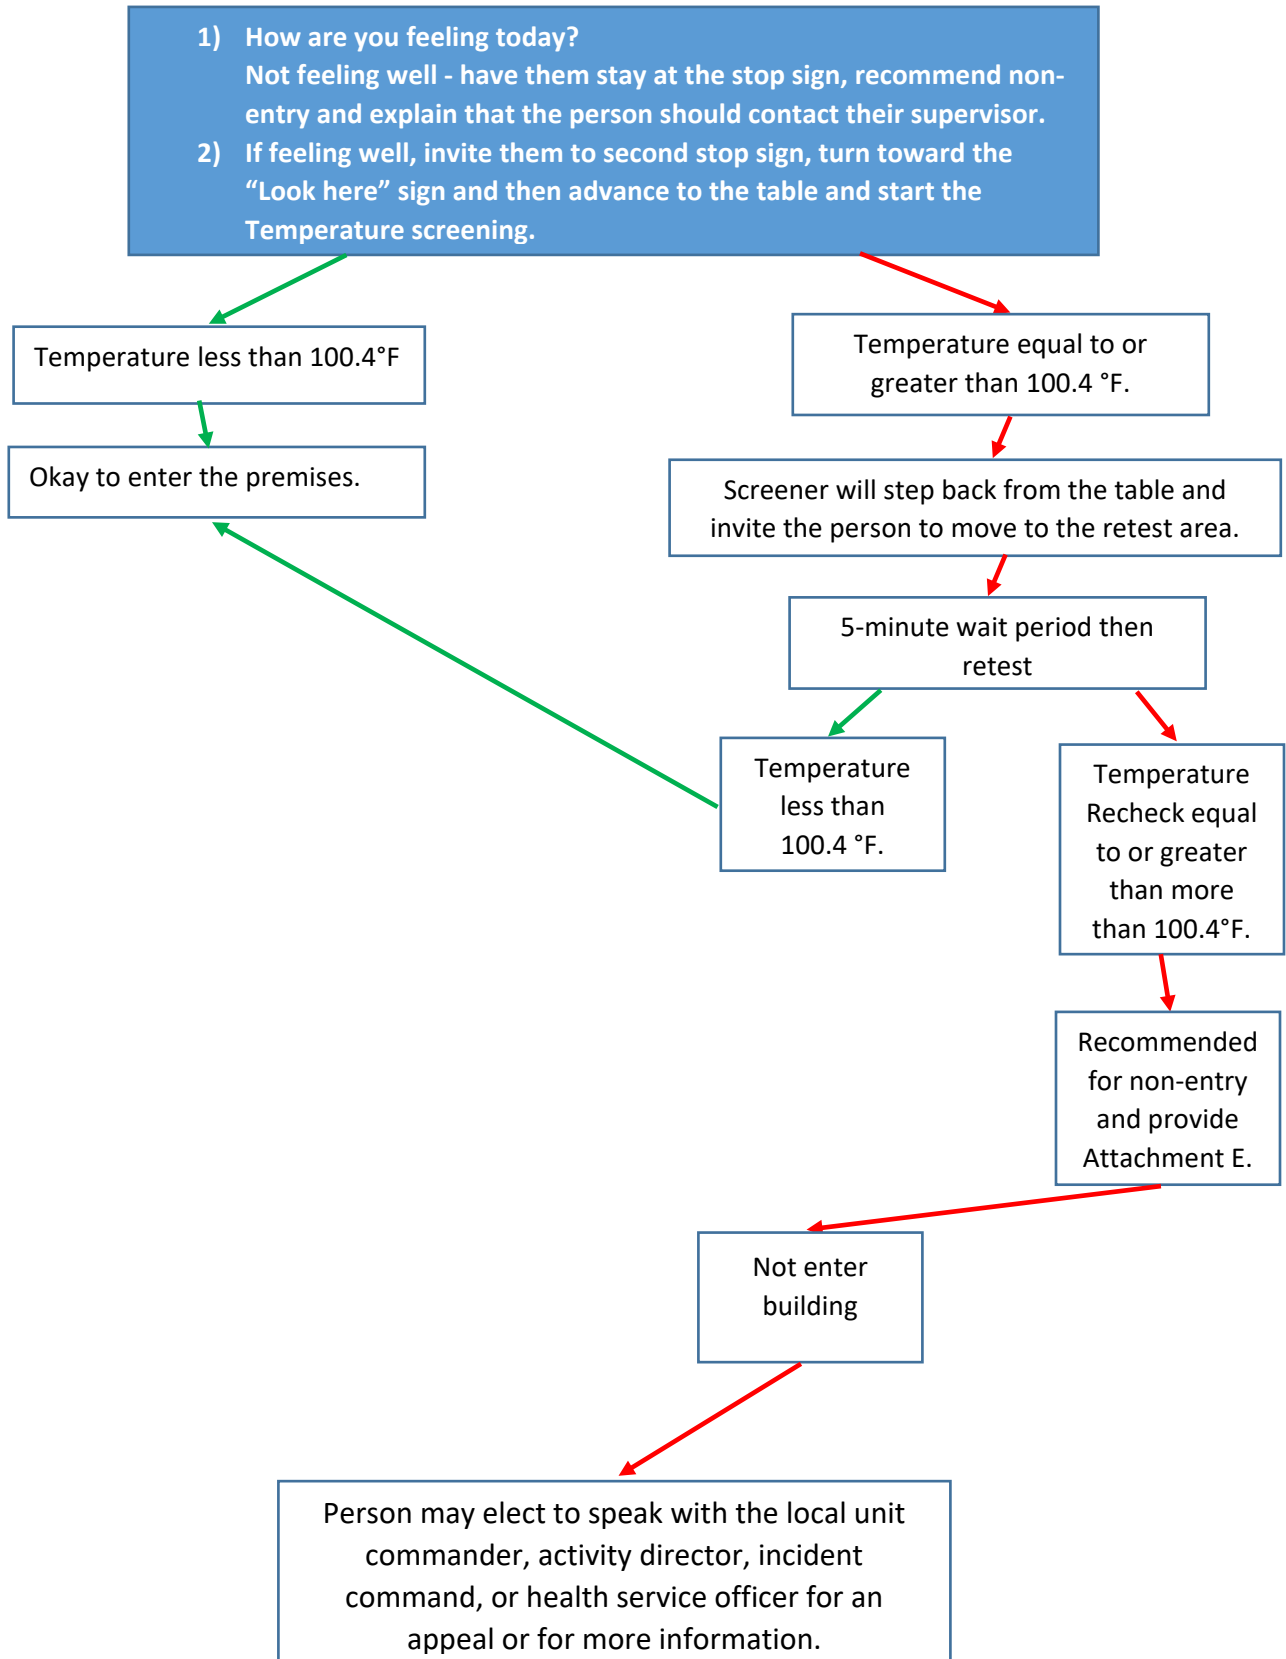 1) How are you feeling today?
Not feeling well - have them stay at the stop sign, recommend non-
entry and explain that the person should contact their supervisor.
2) If feeling well, invite them to second stop sign, turn toward the
“Look here” sign and then advance to the table and start the
Temperature screening.
Temperature less than 100.4°F
Okay to enter the premises.
Temperature equal to or
greater than 100.4 °F.
Screener will step back from the table and
invite the person to move to the retest area.
5-minute wait period then
retest
Temperature
less than
100.4 °F.
Temperature
Recheck equal
to or greater
than more
than 100.4°F.
Recommended
for non-entry
and provide
Attachment E.
Not enter
building
Person may elect to speak with the local unit
commander, activity director, incident
command, or health service officer for an
appeal or for more information.